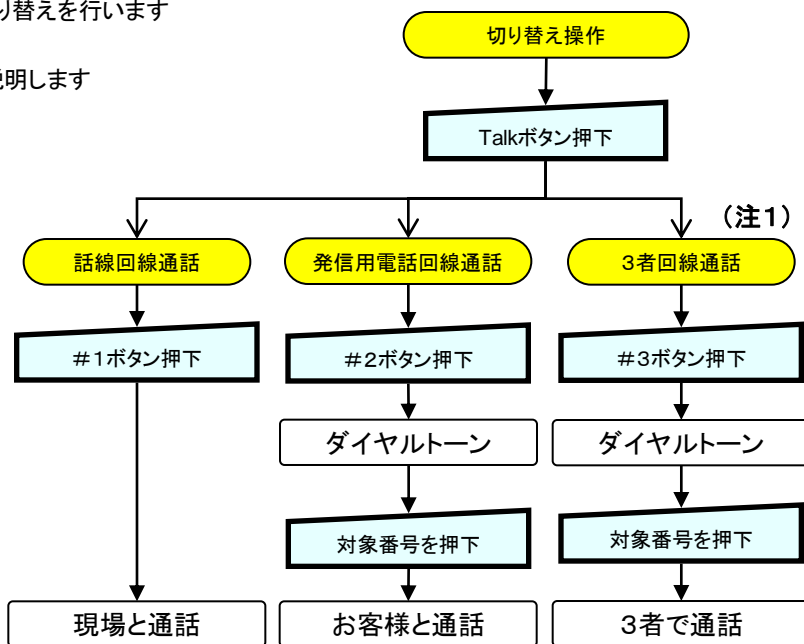 り替えを行います
説明します
切り替え操作
Talkボタン押下
（注１）
話線回線通話
発信用電話回線通話
３者回線通話
＃１ボタン押下
＃２ボタン押下
＃３ボタン押下
ダイヤルトーン
ダイヤルトーン
対象番号を押下
対象番号を押下
現場と通話
お客様と通話
３者で通話